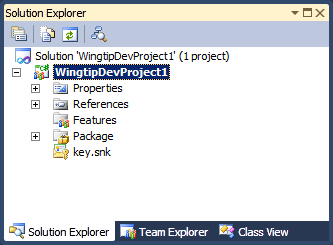 Solution Explorer
Solution 'WingtipDevProject1' (1 project)
WingtipDevProject1
Properties
References
Features
Package
key.snk
Solution Explorer Team Explorer Class View